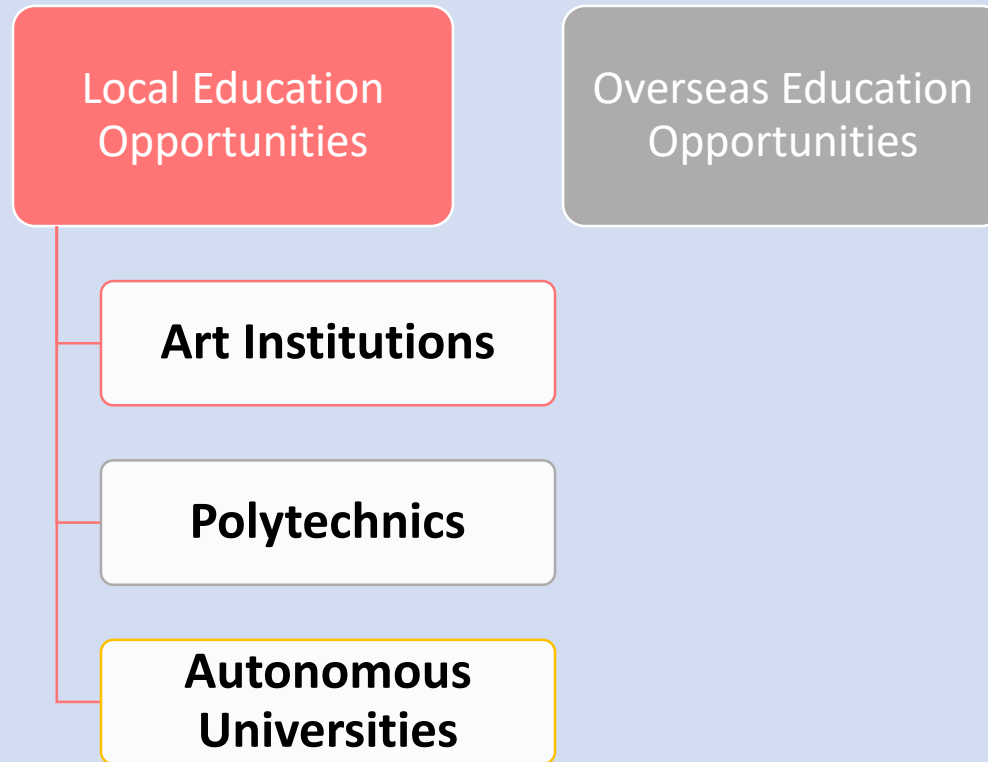 Local Education
Opportunities
Overseas Education
Opportunities
Art Institutions
Polytechnics
Autonomous
Universities